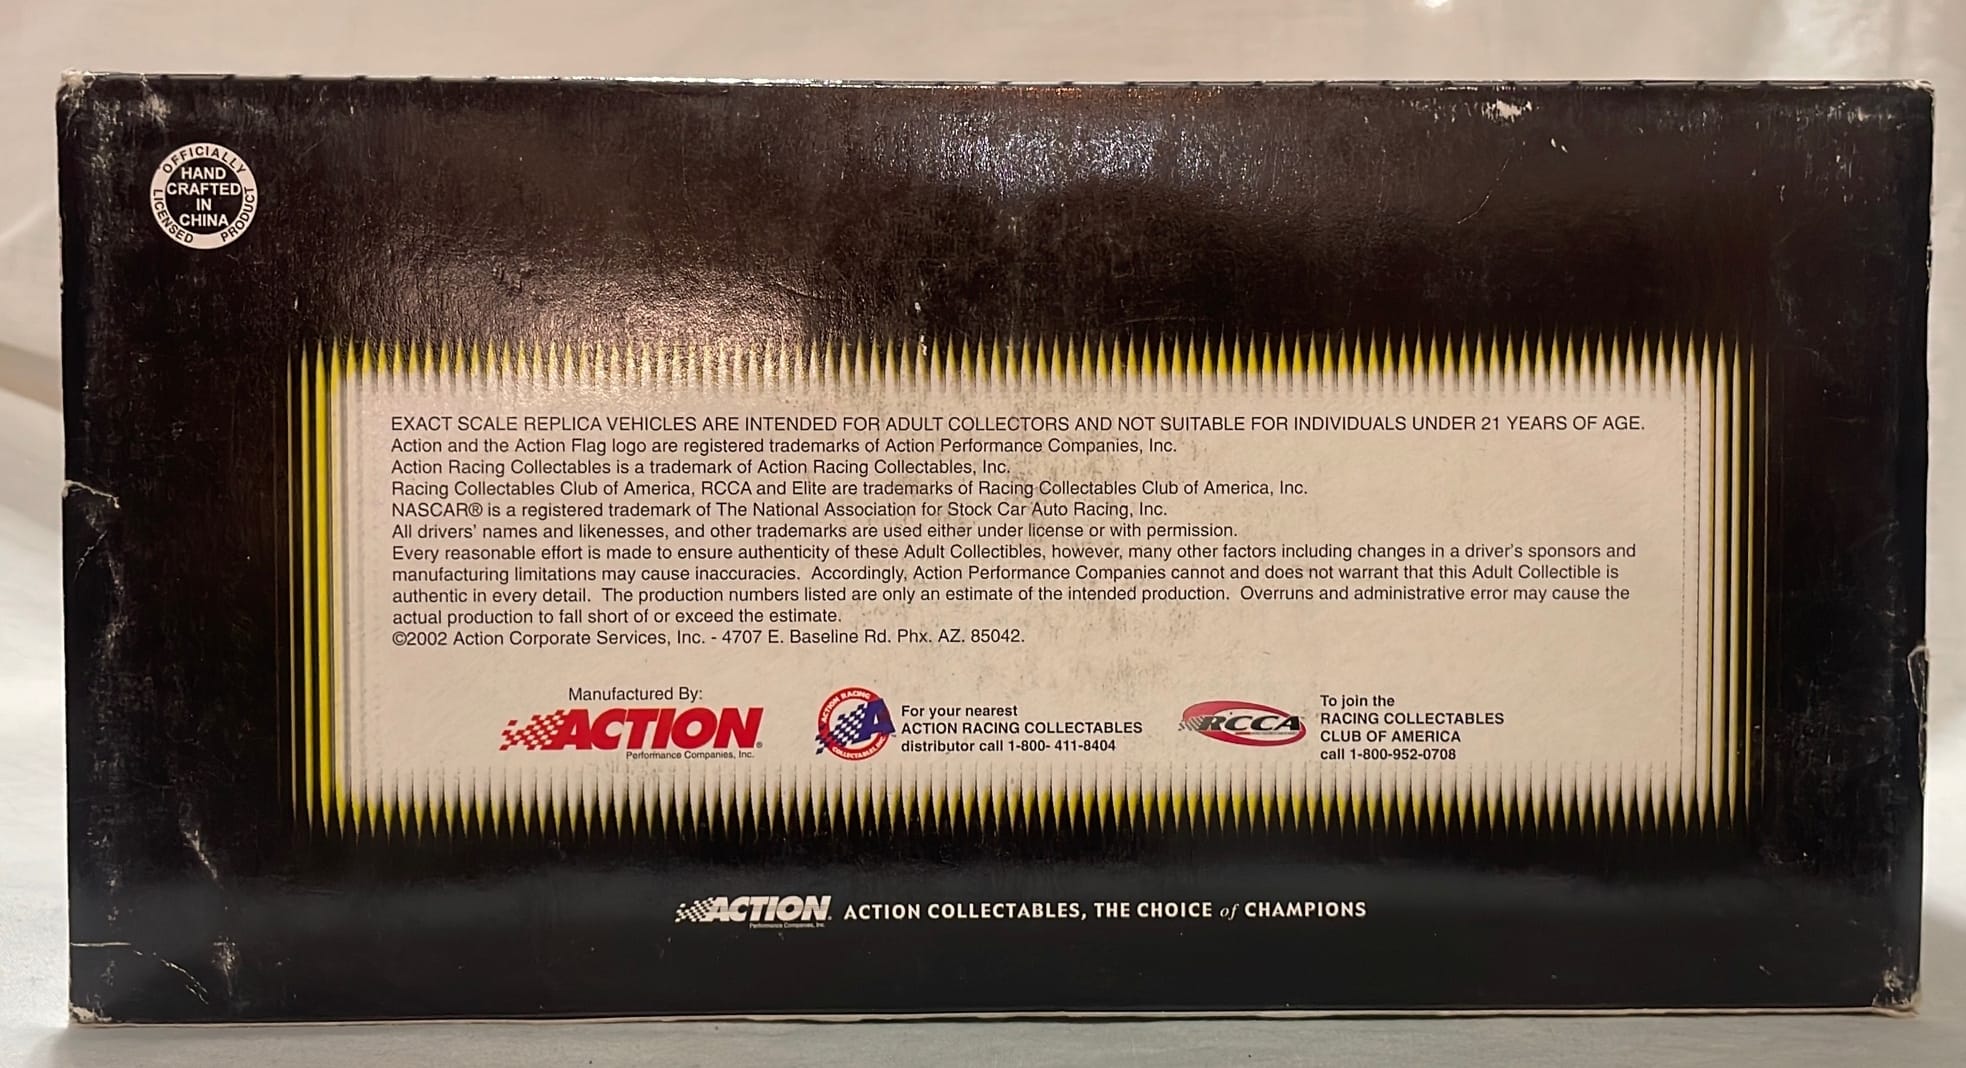 OFFICIALLY
LICENSED PRODUCT
HAND
CRAFTED
IN
CHINA
EXACT SCALE REPLICA VEHICLES ARE INTENDED FOR ADULT COLLECTORS AND NOT SUITABLE FOR INDIVIDUALS UNDER 21 YEARS OF AGE.
Action and the Action Flag logo are registered trademarks of Action Performance Companies, Inc.
Action Racing Collectables is a trademark of Action Racing Collectables, Inc.
Racing Collectables Club of America, RCCA and Elite are trademarks of Racing Collectables Club of America, Inc.
NASCAR® is a registered trademark of The National Association for Stock Car Auto Racing, Inc.
All drivers' names and likenesses, and other trademarks are used either under license or with permission.
Every reasonable effort is made to ensure authenticity of these Adult Collectibles, however, many other factors including changes in a driver's sponsors and
manufacturing limitations may cause inaccuracies.  Accordingly, Action Performance Companies cannot and does not warrant that this Adult Collectible is
authentic in every detail.  The production numbers listed are only an estimate of the intended production.  Overruns and administrative error may cause the
actual production to fall short of or exceed the estimate.
©2002 Action Corporate Services, Inc. - 4707 E. Baseline Rd. Phx. AZ. 85042.
Manufactured By:
ACTION®
Performance Companies, Inc.
ACTION RACING
A
COLLECTABLES, INC.
For your nearest
ACTION RACING COLLECTABLES
distributor call 1-800- 411-8404
RCCA
To join the
RACING COLLECTABLES
CLUB OF AMERICA
call 1-800-952-0708
ACTION®
Performance Companies, Inc.
ACTION COLLECTABLES, THE CHOICE of CHAMPIONS